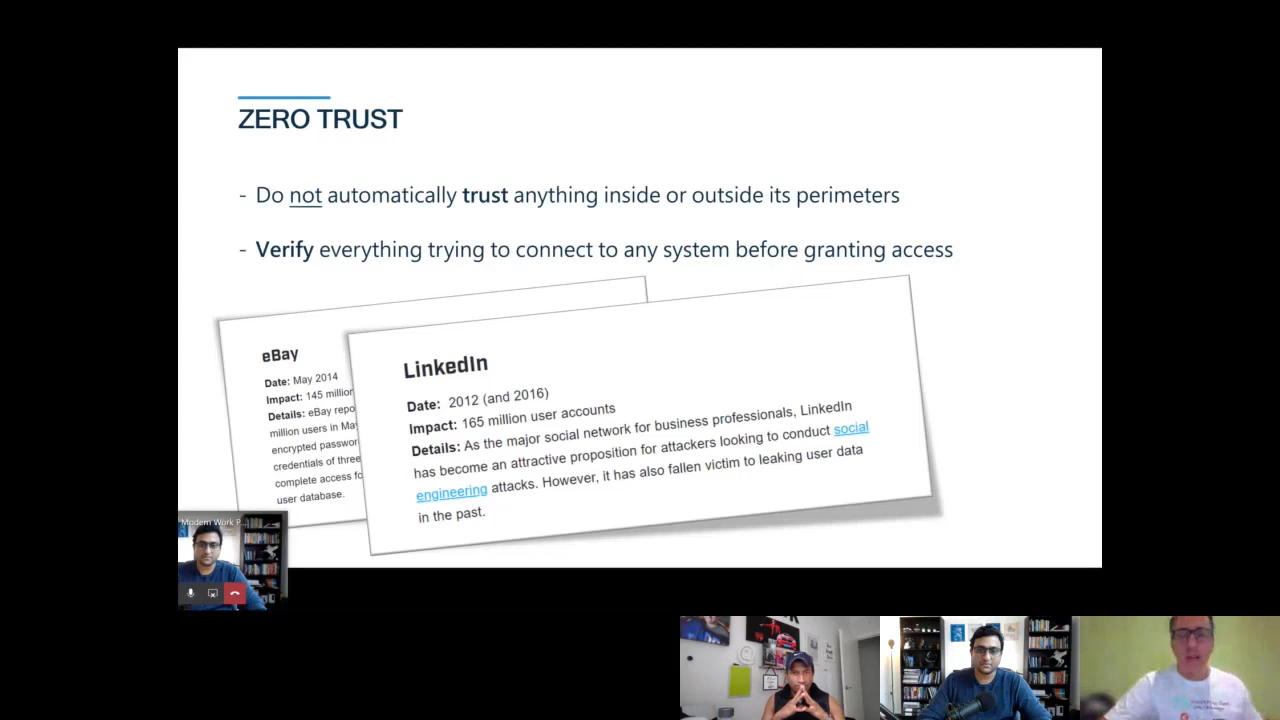 ZERO TRUST
- Do not automatically trust anything inside or outside its perimeters
- Verify everything trying to connect to any system before granting access
eBay
Date: May 2014
Impact: 145 million
Details: eBay repo
million users in Ma
encrypted passwor
credentials of three
complete access fo
user database.
LinkedIn
Date: 2012 (and 2016)
Impact: 165 million user accounts
Details: As the major social network for business professionals, LinkedIn
has become an attractive proposition for attackers looking to conduct social
engineering attacks. However, it has also fallen victim to leaking user data
in the past.
Modern Work P...